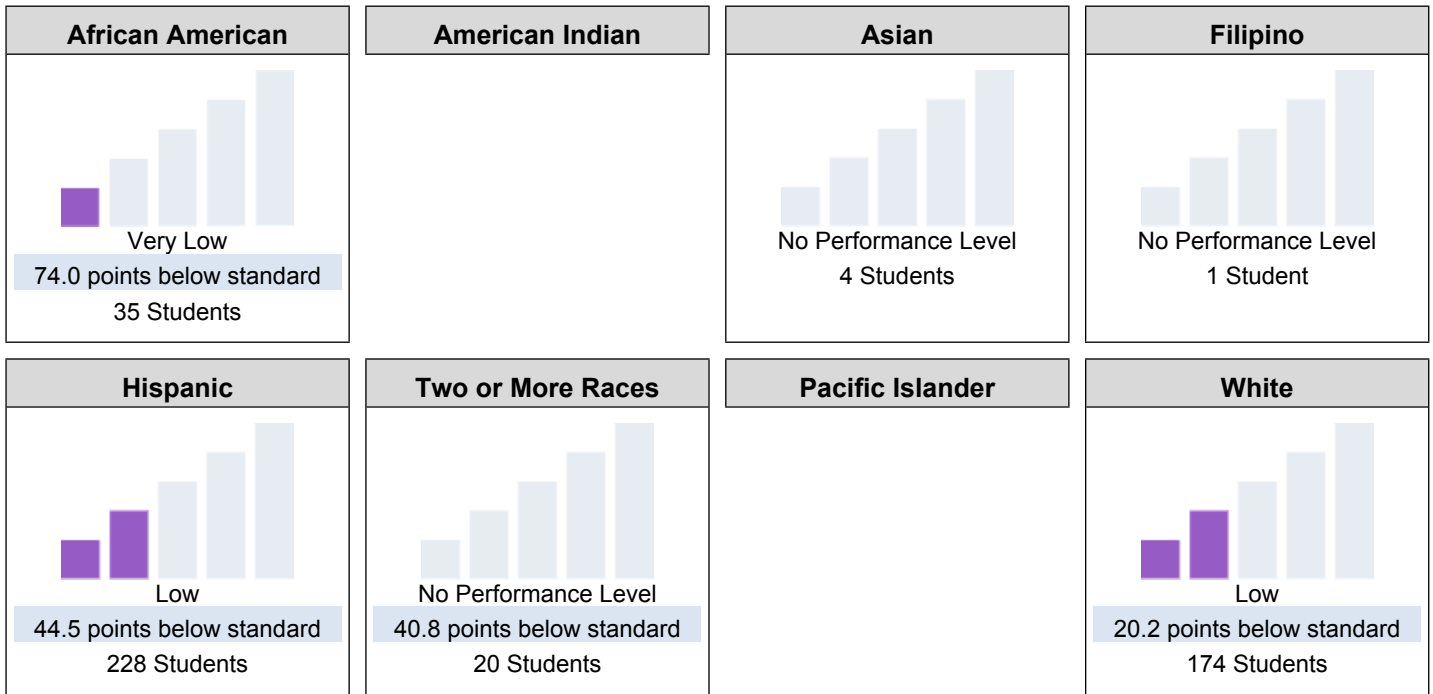 African American
American Indian
Asian
Filipino
Very Low
74.0 points below standard
35 Students
No Performance Level
4 Students
No Performance Level
1 Student
Hispanic
Two or More Races
Pacific Islander
White
Low
44.5 points below standard
228 Students
No Performance Level
40.8 points below standard
20 Students
Low
20.2 points below standard
174 Students